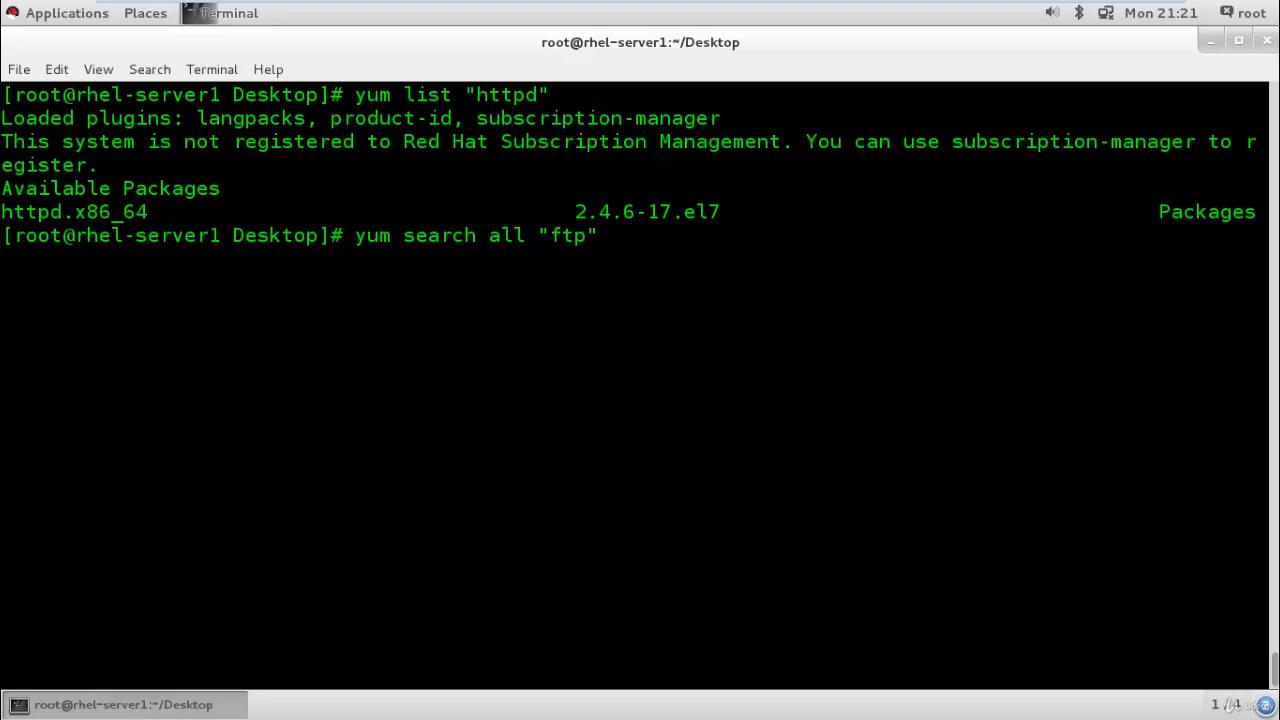 Applications Places Terminal Mon 21:21 root
root@rhel-server1:~/Desktop
File Edit View Search Terminal Help
[root@rhel-server1 Desktop]# yum list "httpd"
Loaded plugins: langpacks, product-id, subscription-manager
This system is not registered to Red Hat Subscription Management. You can use subscription-manager to r
egister.
Available Packages
httpd.x86_64 2.4.6-17.el7 Packages
[root@rhel-server1 Desktop]# yum search all "ftp"
root@rhel-server1:~/Desktop 1 / 4